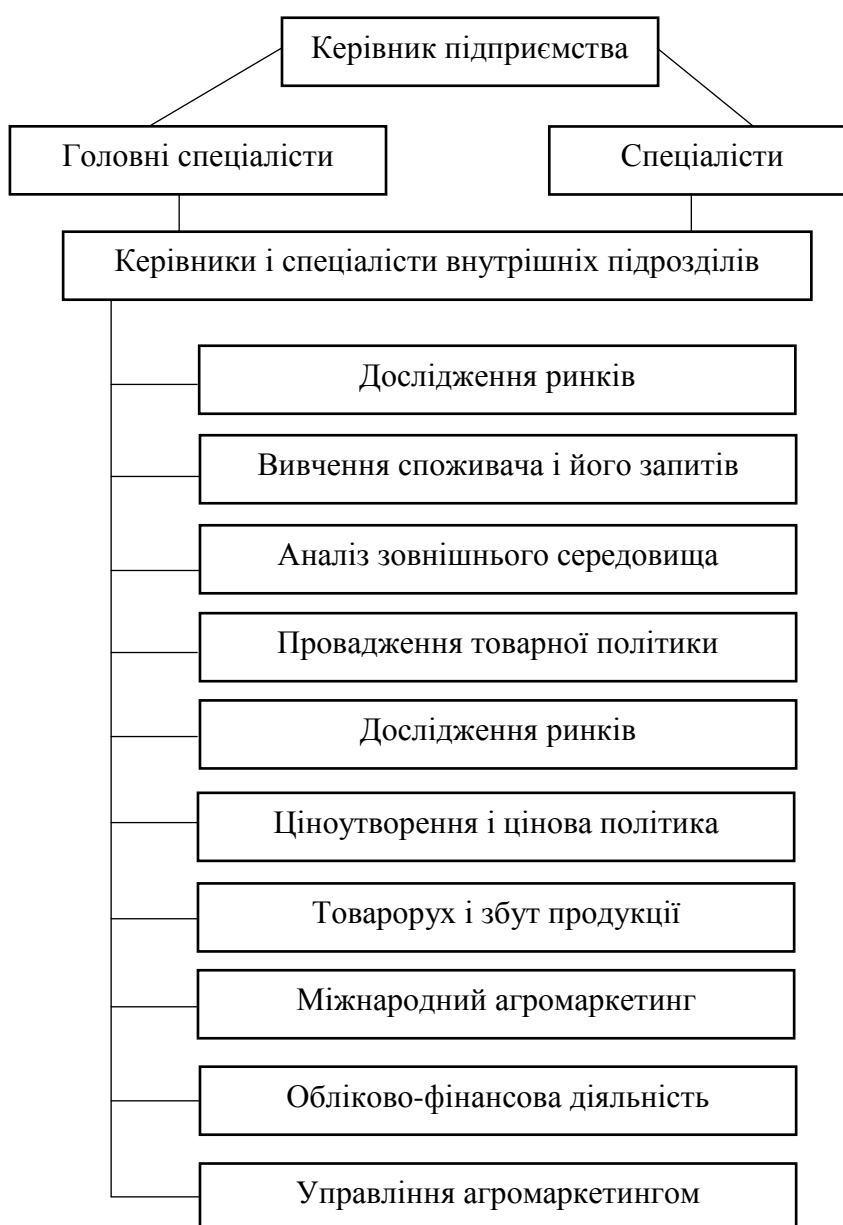 Керівник підприємства
Головні спеціалісти
Спеціалісти
Керівники і спеціалісти внутрішніх підрозділів
Дослідження ринків
Вивчення споживача і його запитів
Аналіз зовнішнього середовища
Провадження товарної політики
Дослідження ринків
Ціноутворення і цінова політика
Товарорух і збут продукції
Міжнародний агромаркетинг
Обліково-фінансова діяльність
Управління агромаркетингом